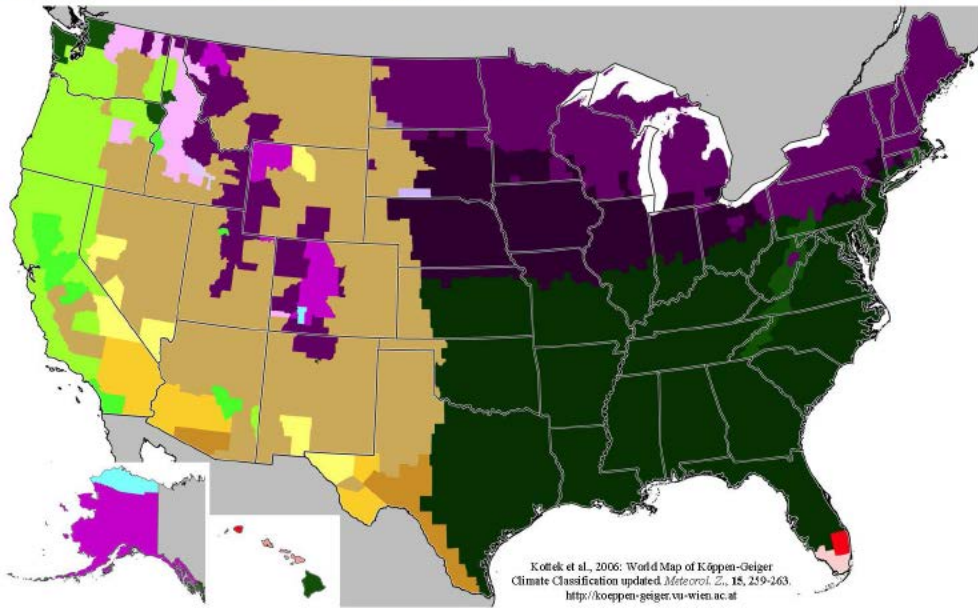 Kottek et al., 2006: World Map of Köppen-Geiger
Climate Classification updated. Meteorol. Z., 15, 259-263.
http://koeppen-geiger.vu-wien.ac.at